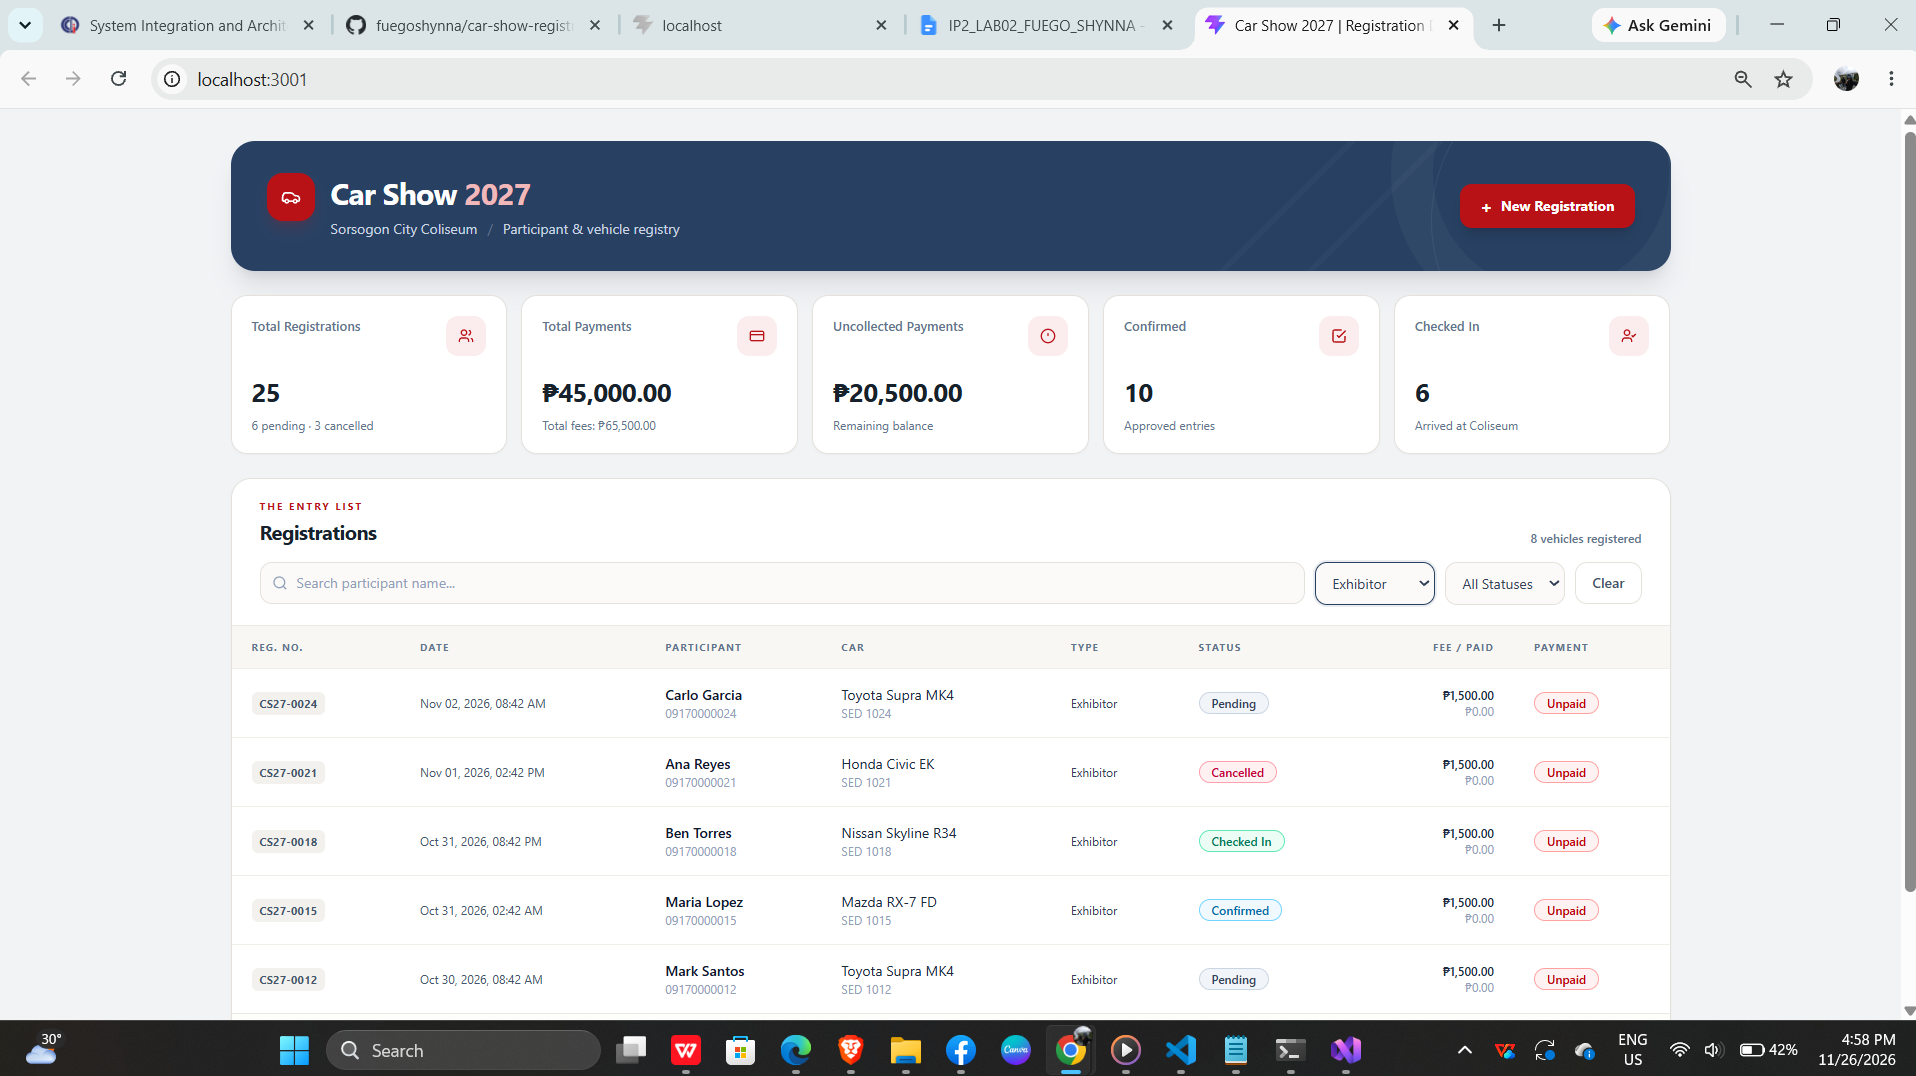 System Integration and Archit
fuegoshynna/car-show-regist
localhost
IP2_LAB02_FUEGO_SHYNNA -
Car Show 2027 | Registration
Ask Gemini
localhost:3001
Car Show 2027
Sorsogon City Coliseum / Participant & vehicle registry
+ New Registration
Total Registrations
25
6 pending · 3 cancelled
Total Payments
₱45,000.00
Total fees: ₱65,500.00
Uncollected Payments
₱20,500.00
Remaining balance
Confirmed
10
Approved entries
Checked In
6
Arrived at Coliseum
THE ENTRY LIST
Registrations
8 vehicles registered
Search participant name...
Exhibitor
All Statuses
Clear
REG. NO. DATE PARTICIPANT CAR TYPE STATUS FEE / PAID PAYMENT
CS27-0024 Nov 02, 2026, 08:42 AM Carlo Garcia Toyota Supra MK4 Exhibitor Pending ₱1,500.00 Unpaid
09170000024 SED 1024 ₱0.00
CS27-0021 Nov 01, 2026, 02:42 PM Ana Reyes Honda Civic EK Exhibitor Cancelled ₱1,500.00 Unpaid
09170000021 SED 1021 ₱0.00
CS27-0018 Oct 31, 2026, 08:42 PM Ben Torres Nissan Skyline R34 Exhibitor Checked In ₱1,500.00 Unpaid
09170000018 SED 1018 ₱0.00
CS27-0015 Oct 31, 2026, 02:42 AM Maria Lopez Mazda RX-7 FD Exhibitor Confirmed ₱1,500.00 Unpaid
09170000015 SED 1015 ₱0.00
CS27-0012 Oct 30, 2026, 08:42 AM Mark Santos Toyota Supra MK4 Exhibitor Pending ₱1,500.00 Unpaid
09170000012 SED 1012 ₱0.00
30°
Search
Canva
ENG
US
42%
4:58 PM
11/26/2026